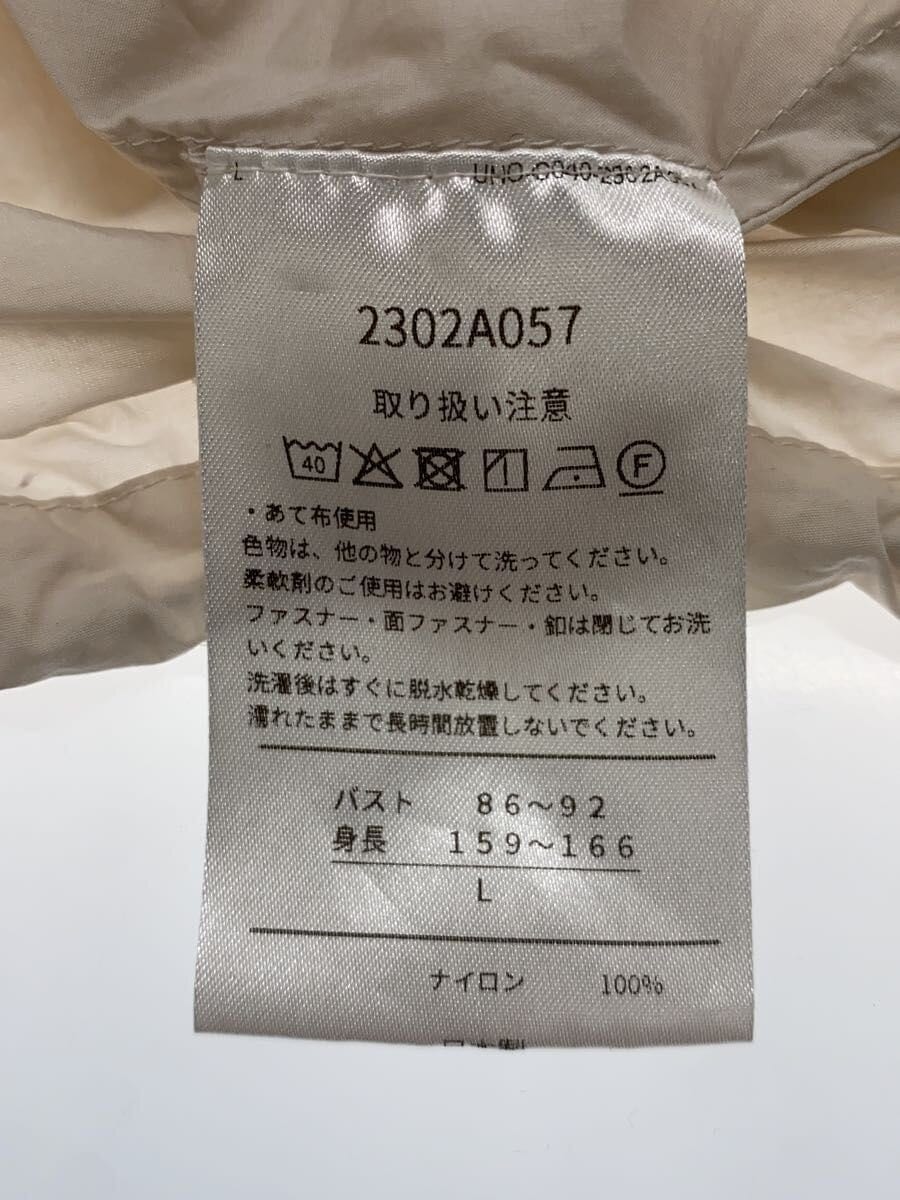 L
2302A057
取り扱い注意
40 F
・あて布使用
色物は、他の物と分けて洗ってください。
柔軟剤のご使用はお避けください。
ファスナー・面ファスナー・釦は閉じてお洗
いください。
洗濯後はすぐに脱水乾燥してください。
濡れたままで長時間放置しないでください。
バスト 86～92
身長 159～166
L
ナイロン 100%